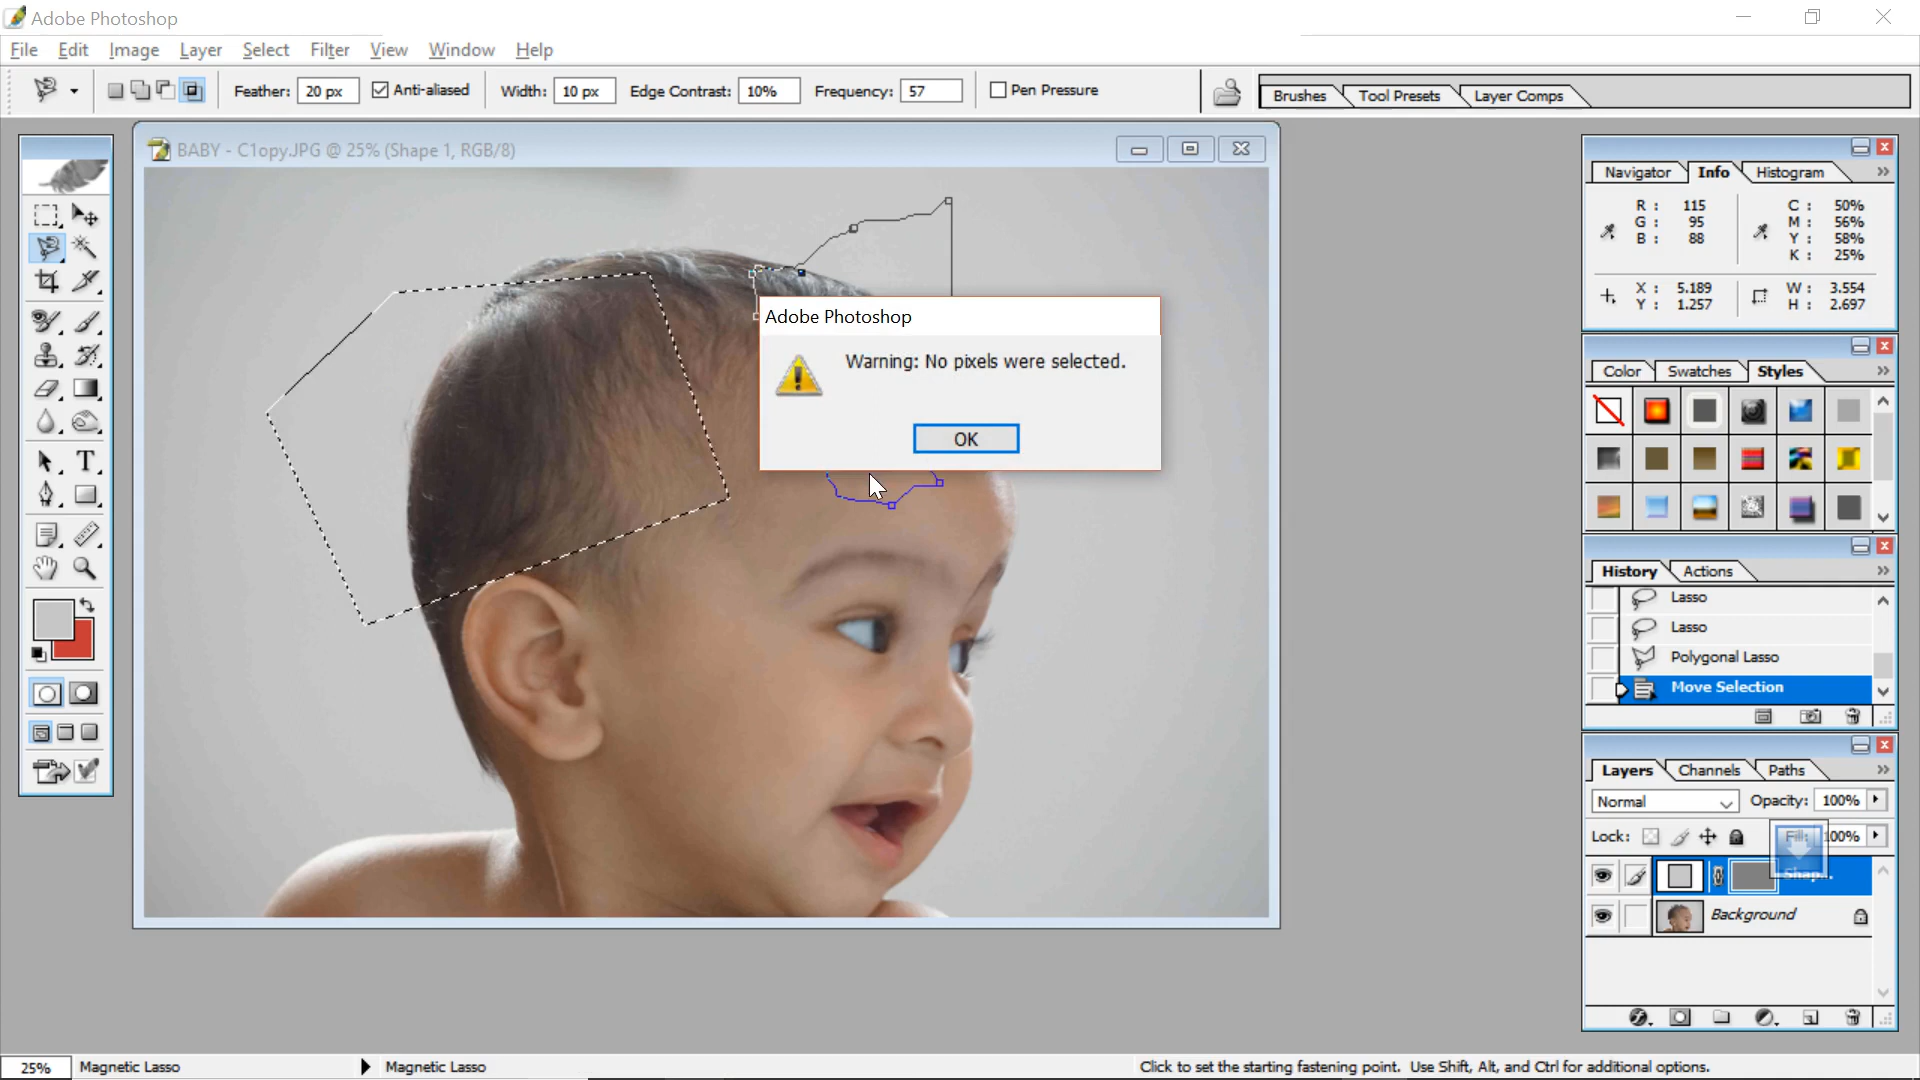 Adobe Photoshop
File Edit Image Layer Select Filter View Window Help
Feather: 20 px Anti-aliased Width: 10 px Edge Contrast: 10% Frequency: 57 Pen Pressure Brushes Tool Presets Layer Comps
BABY - C1opy.JPG @ 25% (Shape 1, RGB/8)
Navigator Info Histogram
R : 115 C : 50%
G : 95 M : 56%
B : 88 Y : 58%
K : 25%
X : 5.189 W : 3.554
Y : 1.257 H : 2.697
Adobe Photoshop
Warning: No pixels were selected.
OK
Color Swatches Styles
T
History Actions
Lasso
Lasso
Polygonal Lasso
Move Selection
Layers Channels Paths
Normal Opacity: 100%
Lock: Fill: 100%
Shap...
Background
25% Magnetic Lasso Magnetic Lasso Click to set the starting fastening point. Use Shift, Alt, and Ctrl for additional options.